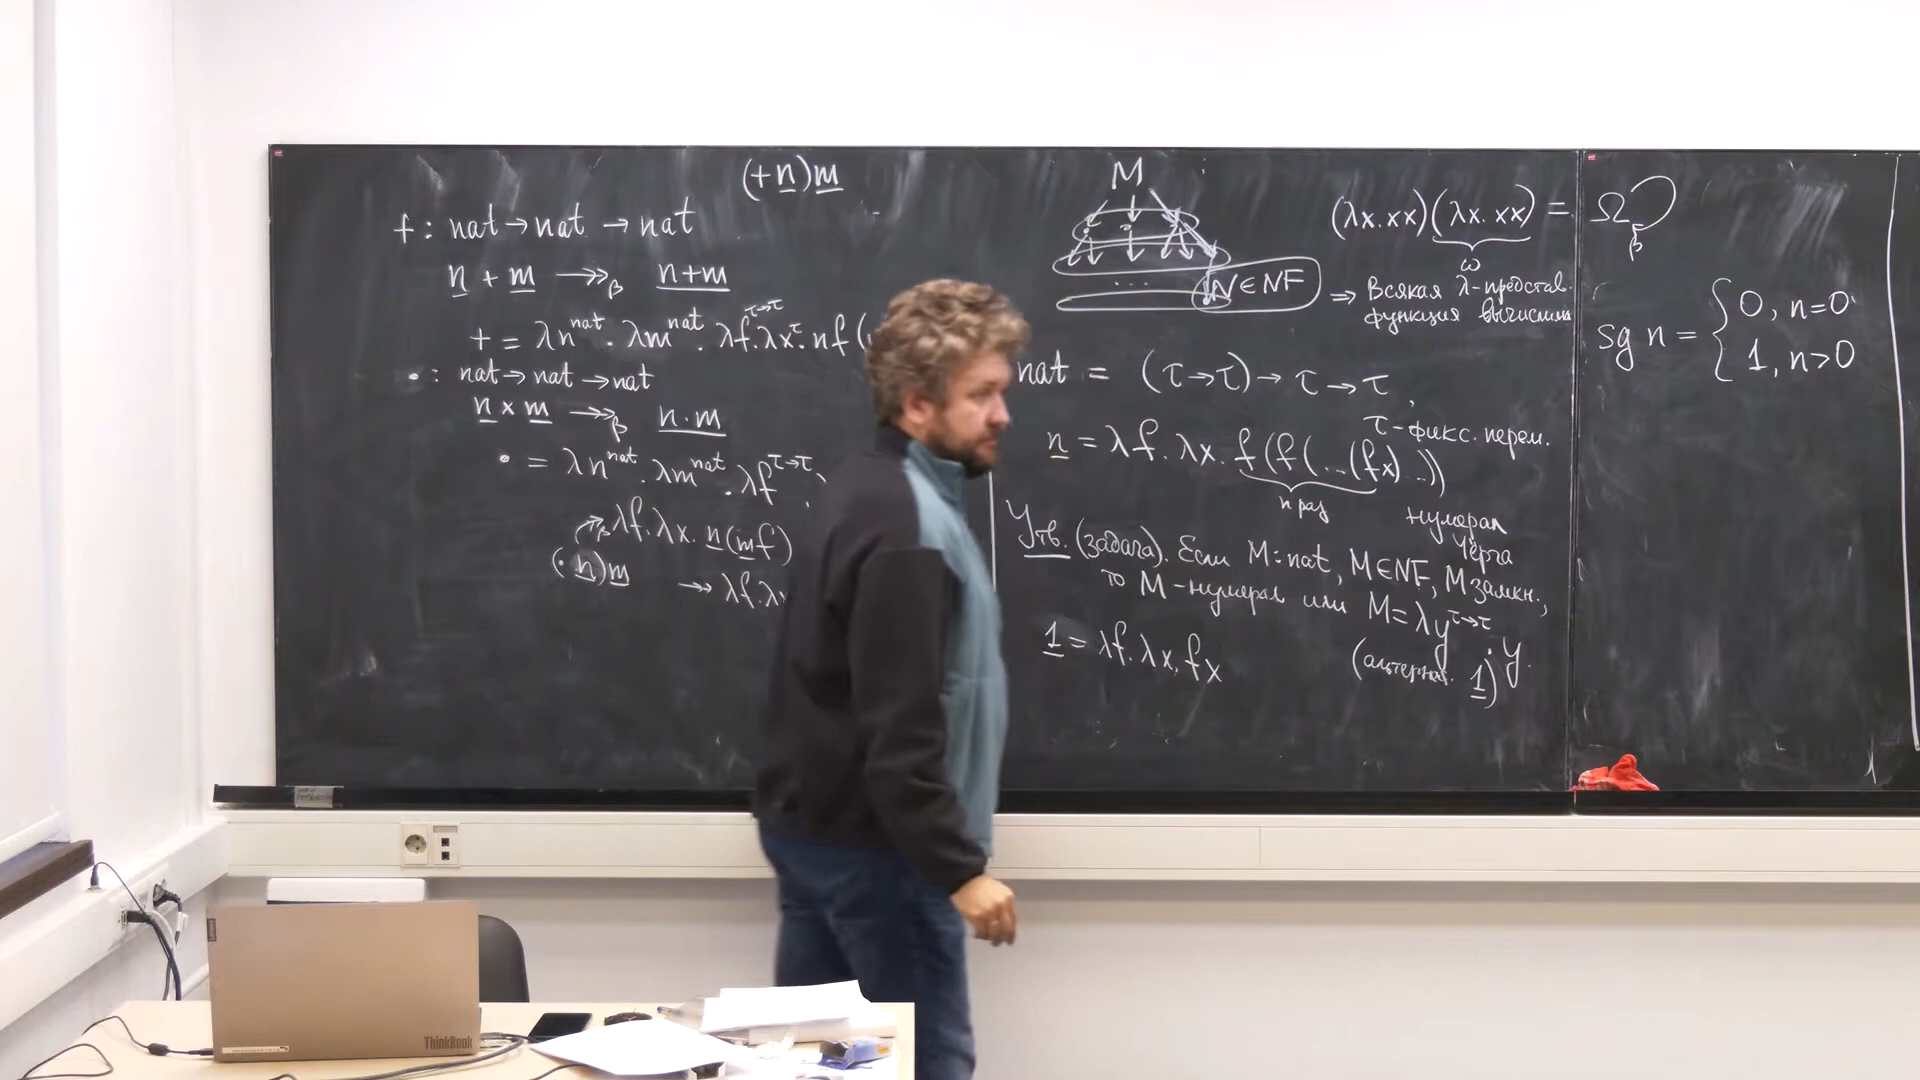 (+n)m
+ : nat → nat → nat
n + m ↠β n+m
+ = λn^nat . λm^nat . λf^τ→τ . λx^τ . nf(
• : nat → nat → nat
n × m ↠β n·m
• = λn^nat . λm^nat . λf^τ→τ .
↠β λf.λx. n(mf)
(· n)m ↠ λf.λx
M
...
N∈NF
(λx.xx)(λx.xx) = Ω
β
ω
⇒ Всякая λ-представ.
функция вычислима
nat = (τ→τ)→τ→τ,
τ-фикс. перем.
n = λf. λx. f(f(...(fx)..))
n раз
нумерал
Чёрча
Утв. (задача). Если M:nat, M∈NF, M замкн.,
то M-нумерал или M=λy^τ→τ.y.
1 = λf.λx.fx
(альтернат. 1)
sg n = { 0, n=0
1, n>0
ThinkBook